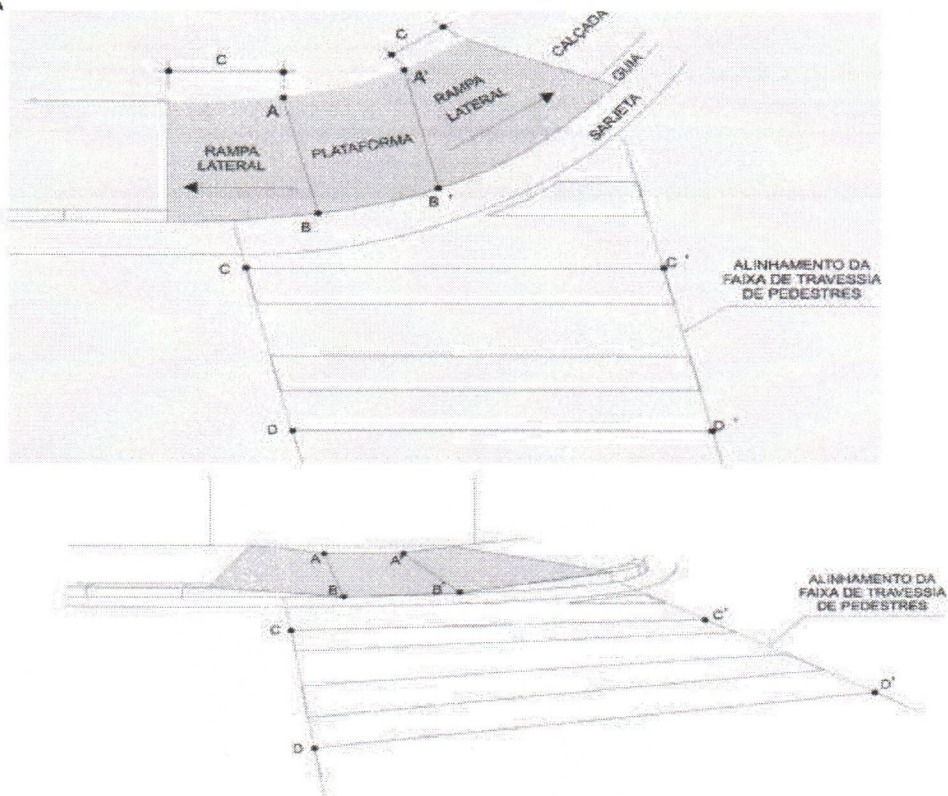 A
C
C
A
A'
RAMPA
LATERAL
CALÇADA
GUIA
SARJETA
RAMPA
LATERAL
PLATAFORMA
B
B'
C
C'
ALINHAMENTO DA
FAIXA DE TRAVESSIA
DE PEDESTRES
D
D'
A
A'
B
B'
ALINHAMENTO DA
FAIXA DE TRAVESSIA
DE PEDESTRES
C
C'
D'
D